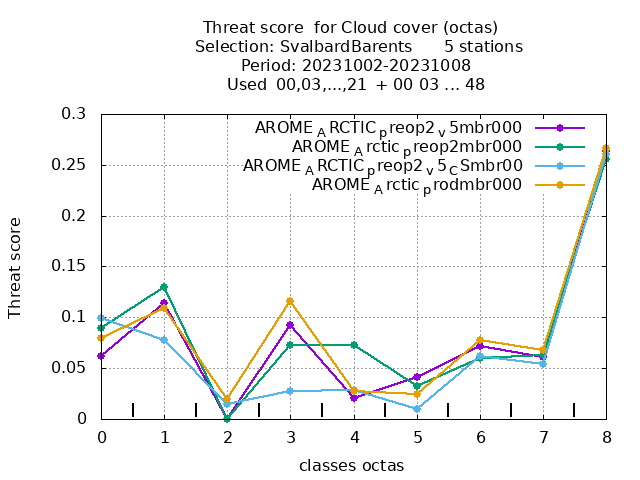 Threat score  for Cloud cover (octas)
Selection: SvalbardBarents      5 stations
Period: 20231002-20231008
Used  00,03,...,21  + 00 03 ... 48
AROME_ARCTIC_preop2_v5mbr000
AROME_Arctic_preop2mbr000
AROME_ARCTIC_preop2_v5_CSmbr00
AROME_Arctic_prodmbr000
0.3
0.25
0.2
0.15
0.1
0.05
0
Threat score
0 1 2 3 4 5 6 7 8
classes octas